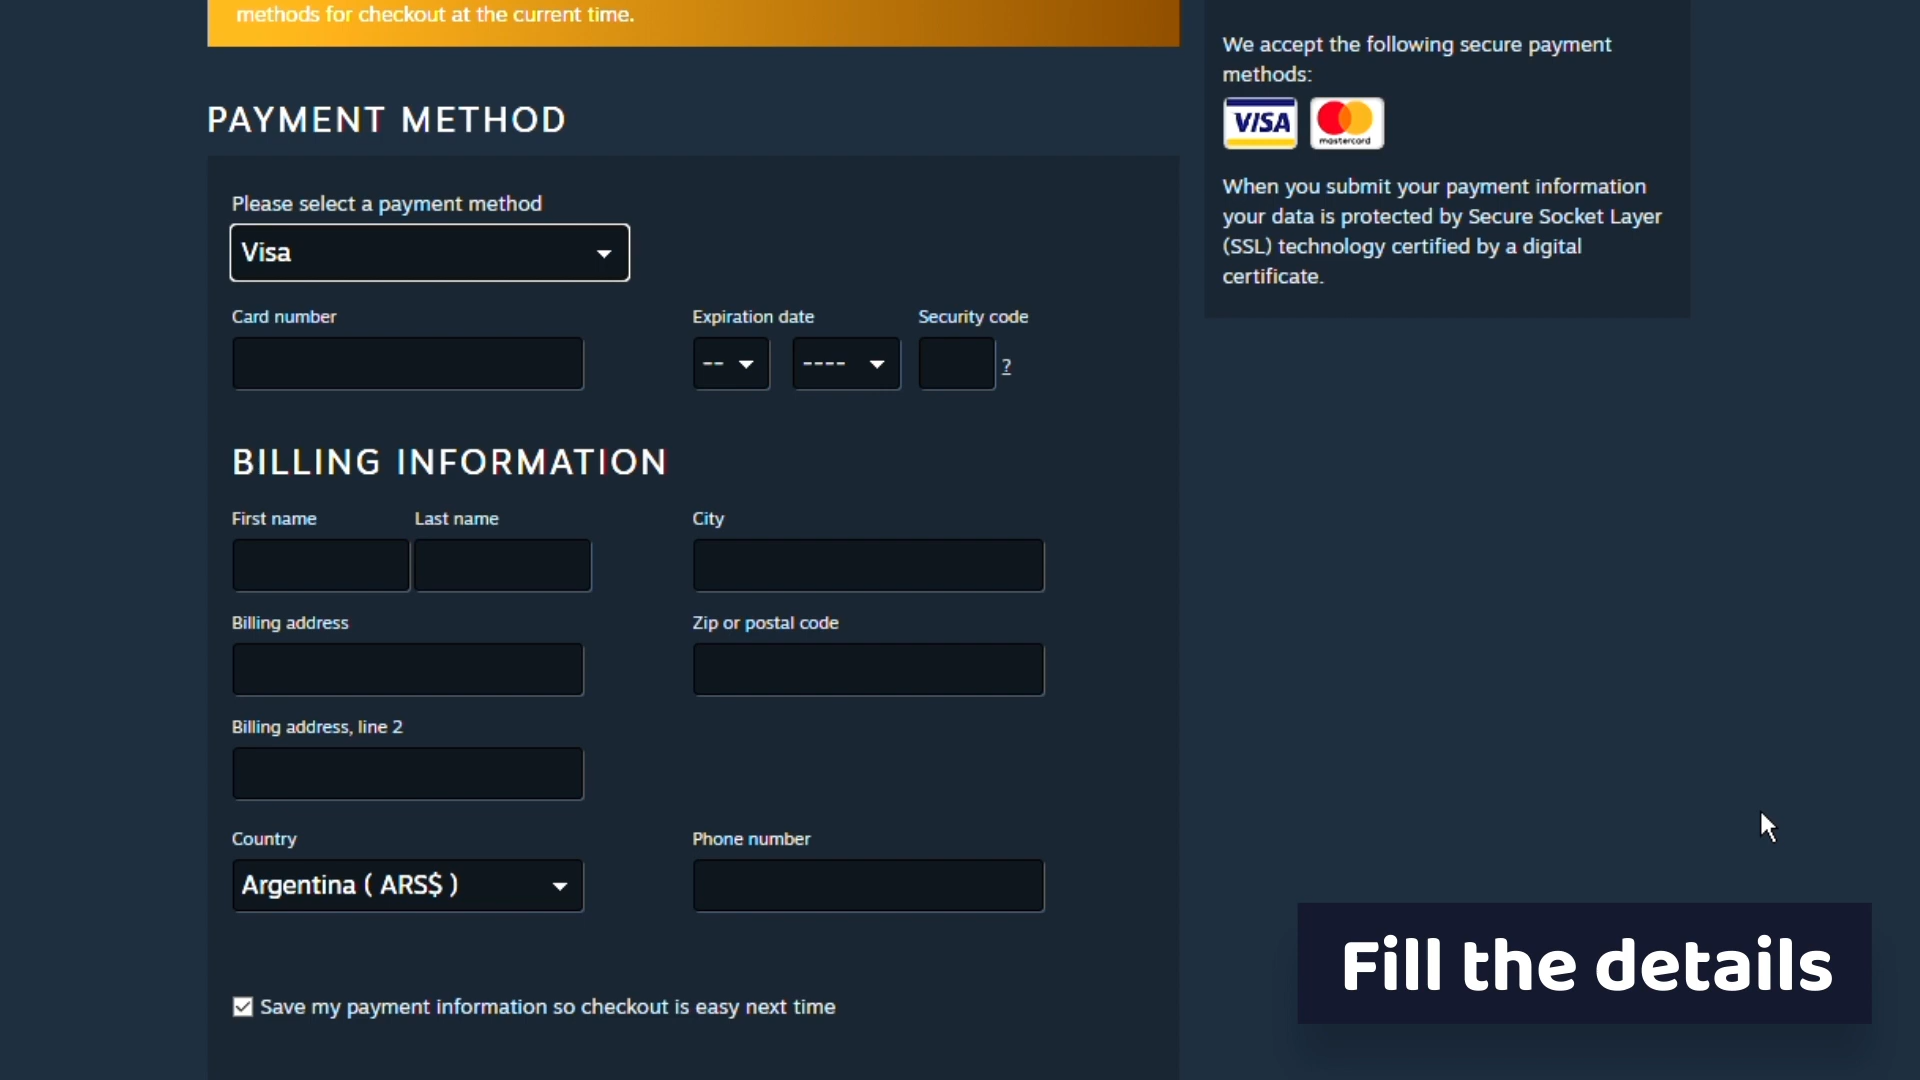 methods for checkout at the current time.
PAYMENT METHOD
Please select a payment method
Visa
Card number
Expiration date
Security code
--
----
?
BILLING INFORMATION
First name
Last name
City
Billing address
Zip or postal code
Billing address, line 2
Country
Phone number
Argentina ( ARS$ )
Save my payment information so checkout is easy next time
We accept the following secure payment
methods:
VISA
mastercard
When you submit your payment information
your data is protected by Secure Socket Layer
(SSL) technology certified by a digital
certificate.
Fill the details